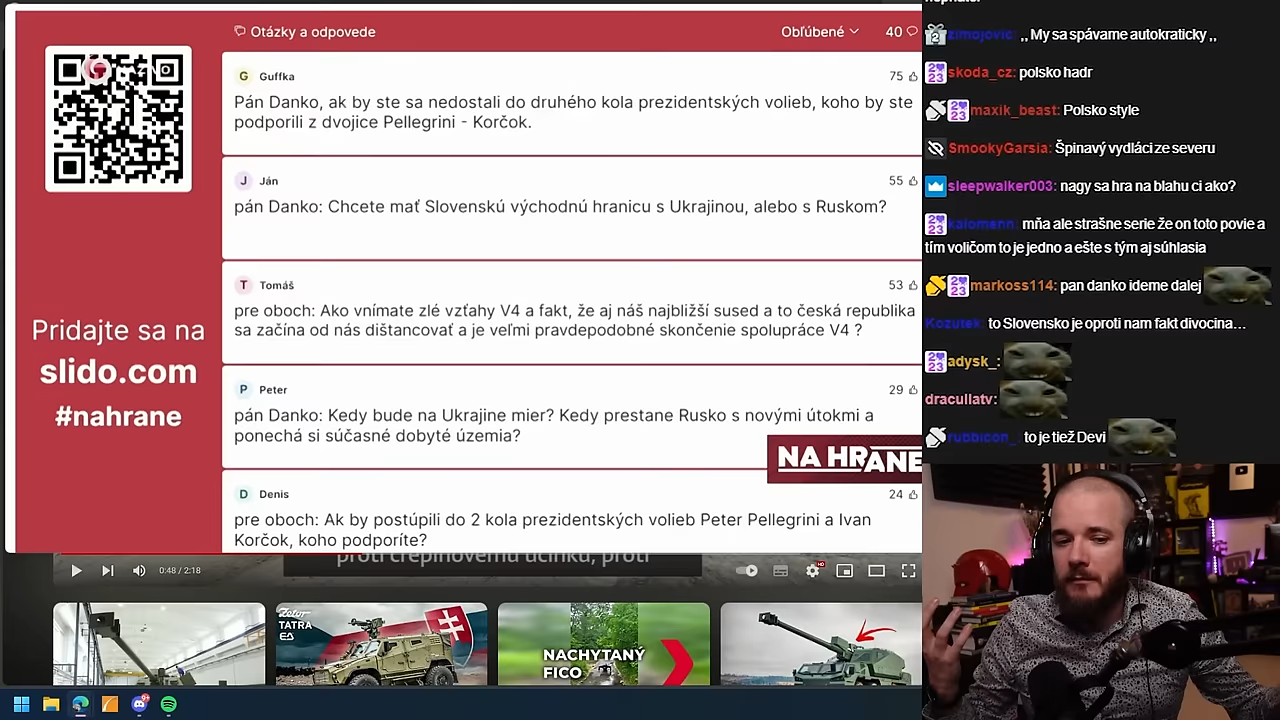 Otázky a odpovede
Obľúbené
40
G Guffka
75
Pán Danko, ak by ste sa nedostali do druhého kola prezidentských volieb, koho by ste
podporili z dvojice Pellegrini - Korčok.
J Ján
55
pán Danko: Chcete mať Slovenskú východnú hranicu s Ukrajinou, alebo s Ruskom?
T Tomáš
53
pre oboch: Ako vnímate zlé vzťahy V4 a fakt, že aj náš najbližší sused a to česká republika
sa začína od nás dištancovať a je veľmi pravdepodobné skončenie spolupráce V4 ?
P Peter
29
pán Danko: Kedy bude na Ukrajine mier? Kedy prestane Rusko s novými útokmi a
ponechá si súčasné dobyté územia?
D Denis
24
pre oboch: Ak by postúpili do 2 kola prezidentských volieb Peter Pellegrini a Ivan
Korčok, koho podporíte?
Pridajte sa na
slido.com
#nahrane
NA HRANE
0:48 / 2:18
HD
Zetor
TATRA
NACHYTANÝ
FICO
zimojovic: ,, My sa spávame autokraticky ,,
skoda_cz: polsko hadr
maxik_beast: Polsko style
SmookyGarsia: Špinavý vydláci ze severu
sleepwalker003: nagy sa hra na blahu ci ako?
kalomenn: mňa ale strašne serie že on toto povie a
tím voličom to je jedno a ešte s tým aj súhlasia
markoss114: pan danko ideme dalej
Kozutek: to Slovensko je oproti nam fakt divocina…
adysk_:
dracullatv:
rubbicon_: to je tiež Devi